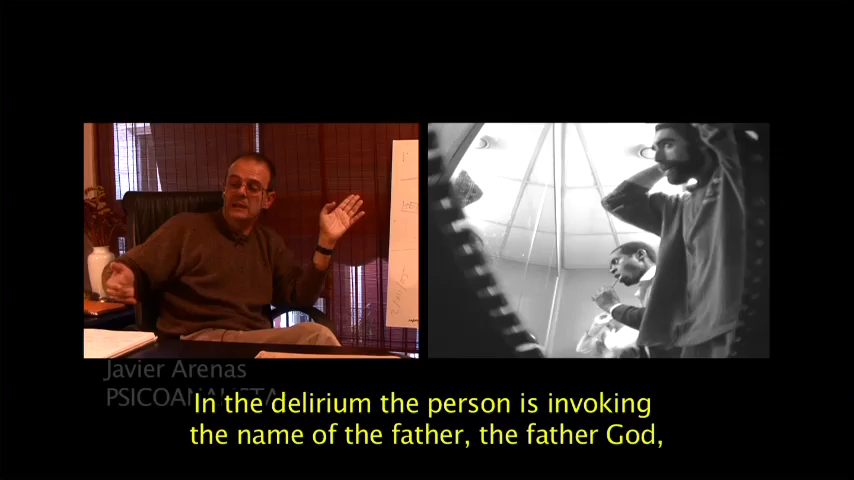 Javier Arenas
PSICOANALISTA
In the delirium the person is invoking
the name of the father, the father God,